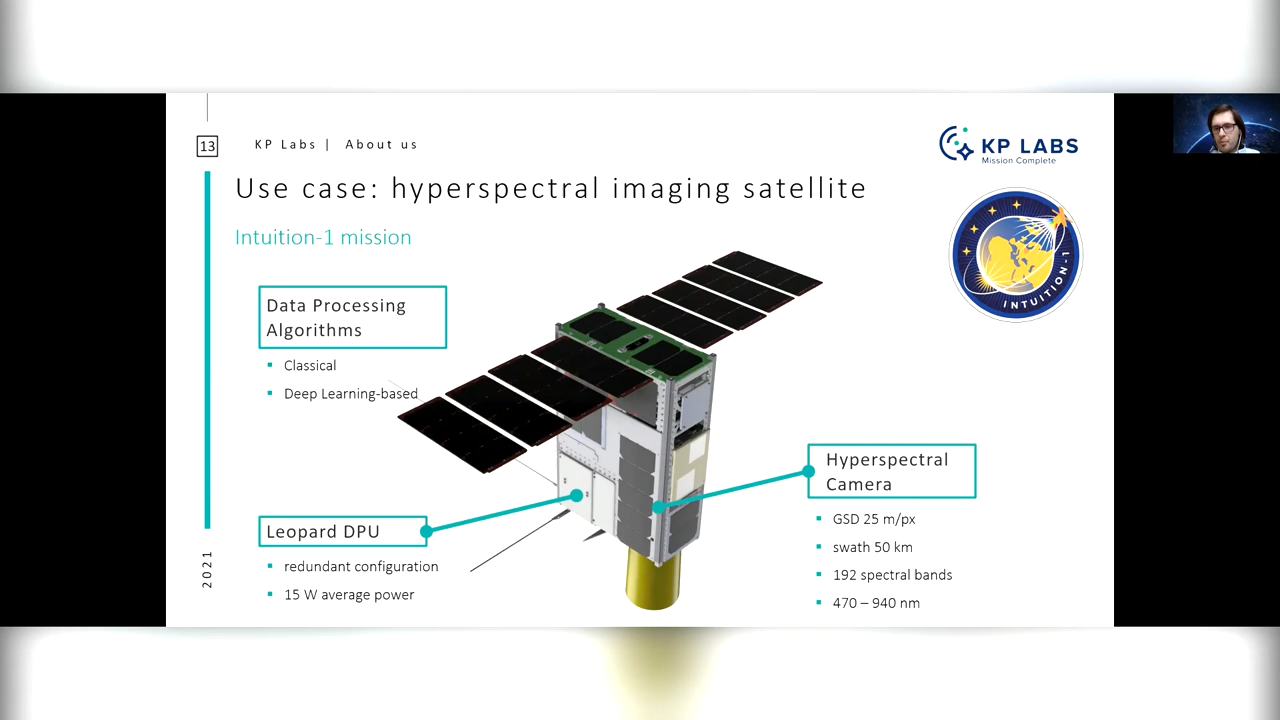 13
KP Labs | About us
KP LABS
Mission Complete
Use case: hyperspectral imaging satellite
Intuition-1 mission
INTUITION-1
Data Processing
Algorithms
▪ Classical
▪ Deep Learning-based
Hyperspectral
Camera
▪ GSD 25 m/px
▪ swath 50 km
▪ 192 spectral bands
▪ 470 – 940 nm
Leopard DPU
▪ redundant configuration
▪ 15 W average power
2021